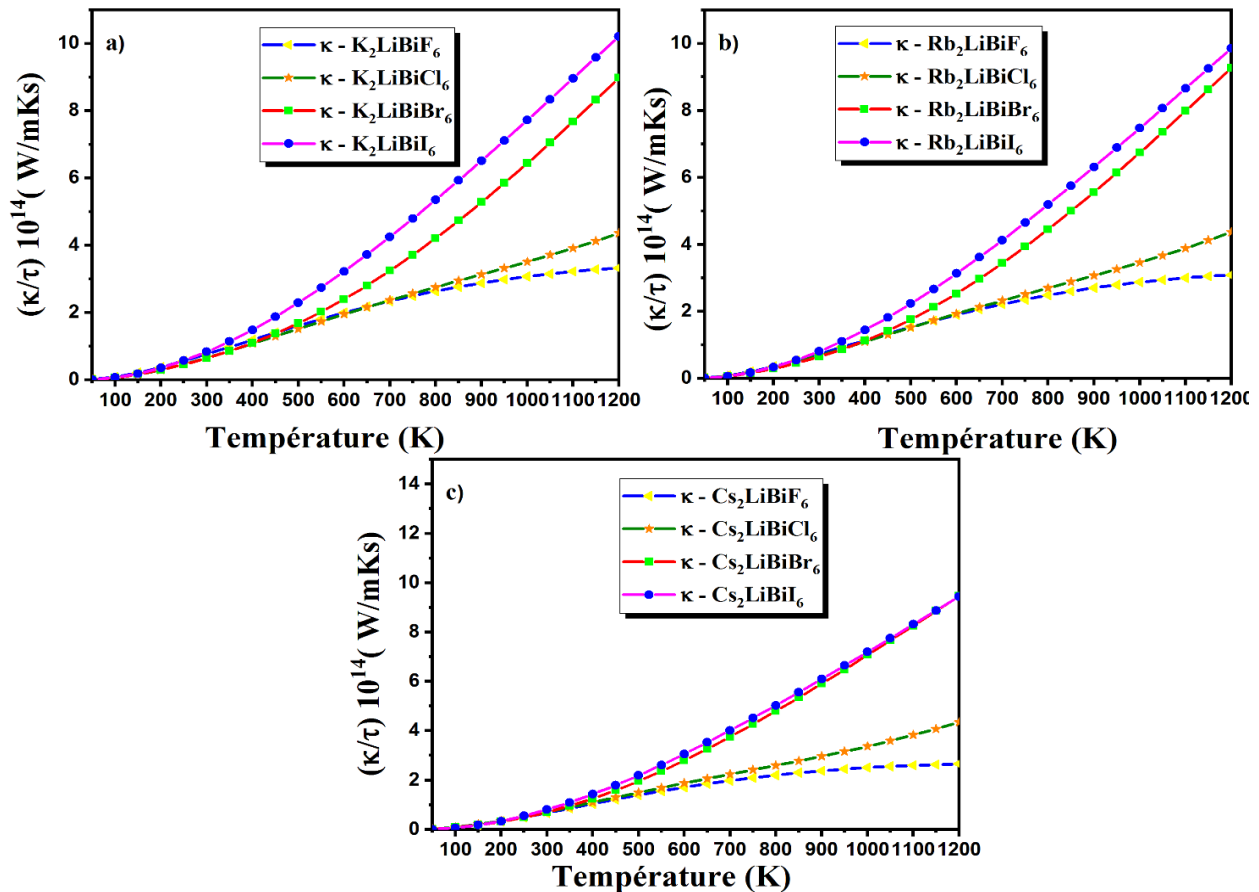 a)
κ - K₂LiBiF₆
κ - K₂LiBiCl₆
κ - K₂LiBiBr₆
κ - K₂LiBiI₆
(κ/τ) 10¹⁴( W/mKs)
10
8
6
4
2
0
100 200 300 400 500 600 700 800 900 1000 1100 1200
Température (K)
b)
κ - Rb₂LiBiF₆
κ - Rb₂LiBiCl₆
κ - Rb₂LiBiBr₆
κ - Rb₂LiBiI₆
(κ/τ) 10¹⁴( W/mKs)
10
8
6
4
2
0
100 200 300 400 500 600 700 800 900 1000 1100 1200
Température (K)
c)
κ - Cs₂LiBiF₆
κ - Cs₂LiBiCl₆
κ - Cs₂LiBiBr₆
κ - Cs₂LiBiI₆
(κ/τ) 10¹⁴( W/mKs)
14
12
10
8
6
4
2
0
100 200 300 400 500 600 700 800 900 1000 1100 1200
Température (K)